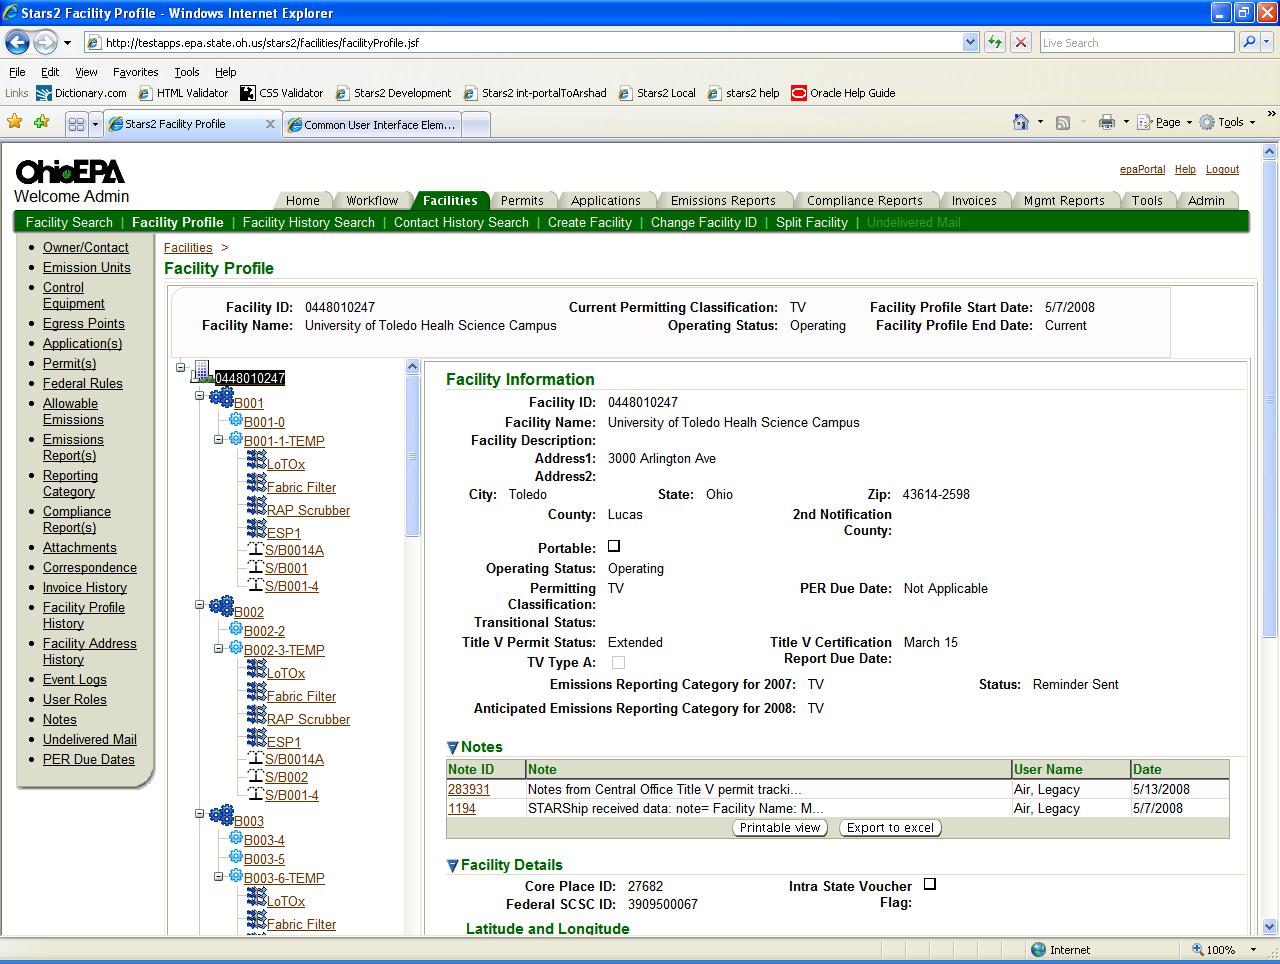 Stars2 Facility Profile - Windows Internet Explorer
http://testapps.epa.state.oh.us/stars2/facilities/facilityProfile.jsf
Live Search
File Edit View Favorites Tools Help
Links Dictionary.com HTML Validator CSS Validator Stars2 Development Stars2 int-portalToArshad Stars2 Local stars2 help Oracle Help Guide
Stars2 Facility Profile Common User Interface Elem... Page Tools
OhioEPA
epaPortal Help Logout
Welcome Admin
Home Workflow Facilities Permits Applications Emissions Reports Compliance Reports Invoices Mgmt Reports Tools Admin
Facility Search | Facility Profile | Facility History Search | Contact History Search | Create Facility | Change Facility ID | Split Facility | Undelivered Mail
Owner/Contact
Emission Units
Control
Equipment
Egress Points
Application(s)
Permit(s)
Federal Rules
Allowable
Emissions
Emissions
Report(s)
Reporting
Category
Compliance
Report(s)
Attachments
Correspondence
Invoice History
Facility Profile
History
Facility Address
History
Event Logs
User Roles
Notes
Undelivered Mail
PER Due Dates
Facilities >
Facility Profile
Facility ID: 0448010247 Current Permitting Classification: TV Facility Profile Start Date: 5/7/2008
Facility Name: University of Toledo Healh Science Campus Operating Status: Operating Facility Profile End Date: Current
0448010247
B001
B001-0
B001-1-TEMP
LoTOx
Fabric Filter
RAP Scrubber
ESP1
S/B0014A
S/B001
S/B001-4
B002
B002-2
B002-3-TEMP
LoTOx
Fabric Filter
RAP Scrubber
ESP1
S/B0014A
S/B002
S/B001-4
B003
B003-4
B003-5
B003-6-TEMP
LoTOx
Fabric Filter
Facility Information
Facility ID: 0448010247
Facility Name: University of Toledo Healh Science Campus
Facility Description:
Address1: 3000 Arlington Ave
Address2:
City: Toledo State: Ohio Zip: 43614-2598
County: Lucas 2nd Notification
County:
Portable:
Operating Status: Operating
Permitting TV PER Due Date: Not Applicable
Classification:
Transitional Status:
Title V Permit Status: Extended Title V Certification March 15
Report Due Date:
TV Type A:
Emissions Reporting Category for 2007: TV Status: Reminder Sent
Anticipated Emissions Reporting Category for 2008: TV
Notes
Note ID Note User Name Date
283931 Notes from Central Office Title V permit tracki... Air, Legacy 5/13/2008
1194 STARShip received data: note= Facility Name: M... Air, Legacy 5/7/2008
Printable view Export to excel
Facility Details
Core Place ID: 27682 Intra State Voucher
Flag:
Federal SCSC ID: 3909500067
Latitude and Longitude
Internet 100%